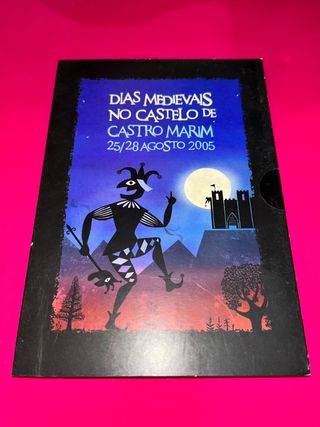 DIAS MEDIEVAIS
NO CASTELO DE
CASTRO MARIM
25/28 AGOSTO 2005